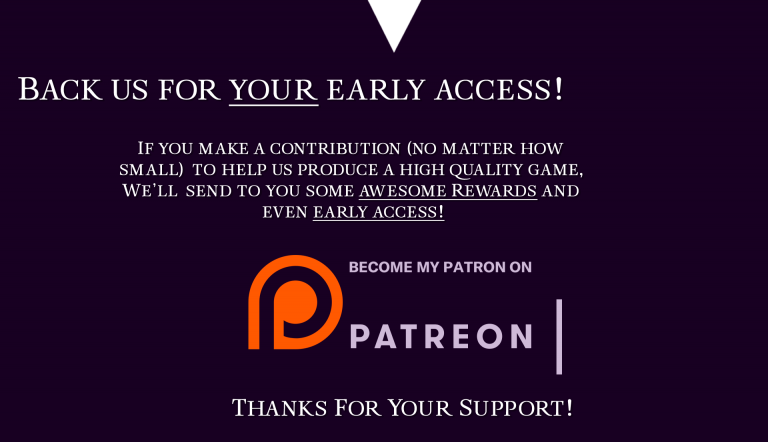 Back us for your early access!
If you make a contribution (no matter how
small) to help us produce a high quality game,
We'll send to you some awesome Rewards and
even early access!
BECOME MY PATRON ON
PATREON
Thanks For Your Support!